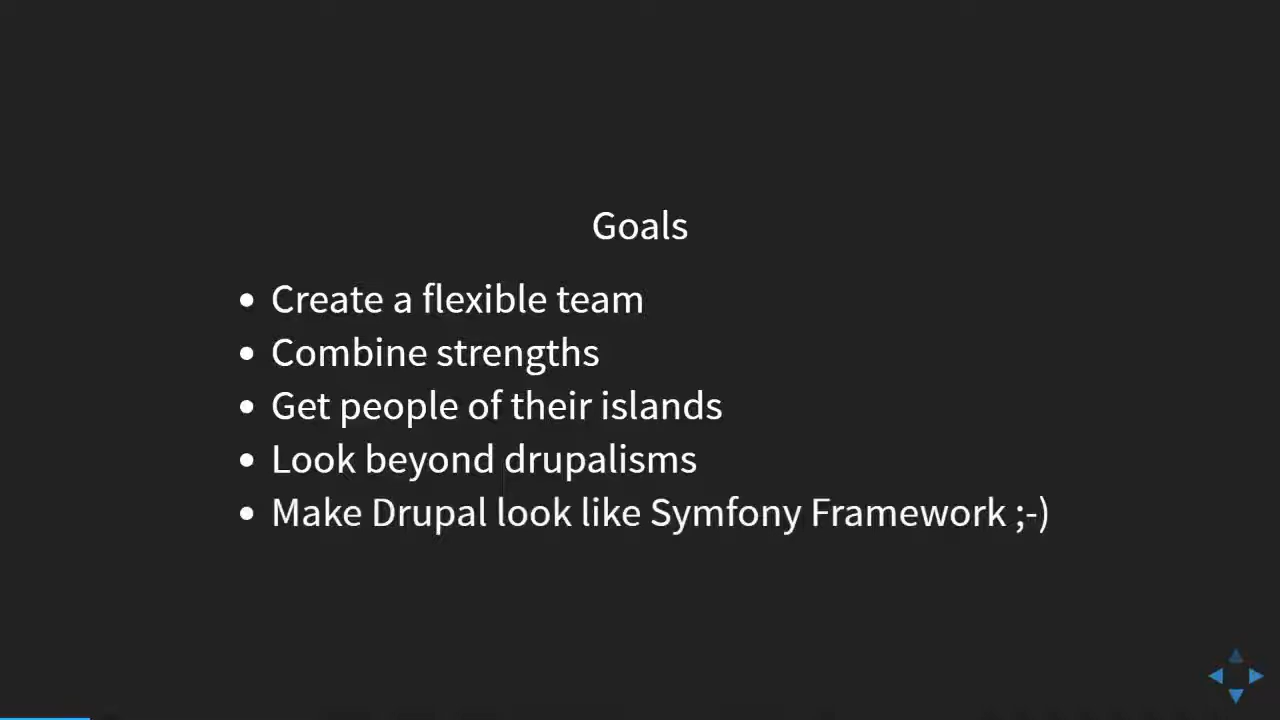 Goals
• Create a flexible team
• Combine strengths
• Get people of their islands
• Look beyond drupalisms
• Make Drupal look like Symfony Framework ;-)